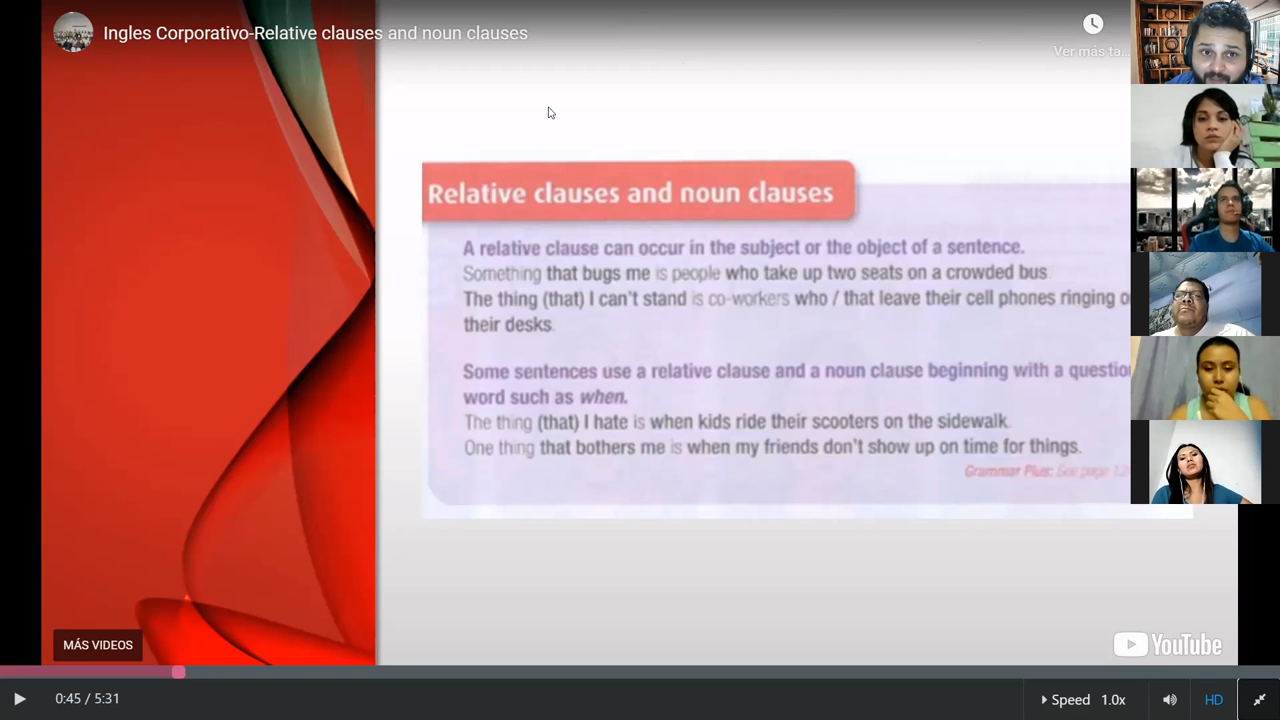 Ingles Corporativo-Relative clauses and noun clauses
Ver más ta...
Relative clauses and noun clauses
A relative clause can occur in the subject or the object of a sentence.
Something that bugs me is people who take up two seats on a crowded bus
The thing (that) I can't stand is co-workers who / that leave their cell phones ringing
their desks.
Some sentences use a relative clause and a noun clause beginning with a
word such as when.
The thing (that) I hate is when kids ride their scooters on the sidewalk.
One thing that bothers me is when my friends don't show up on time for things.
Grammar Plus: See page
MÁS VIDEOS
YouTube
0:45 / 5:31
Speed 1.0x
HD